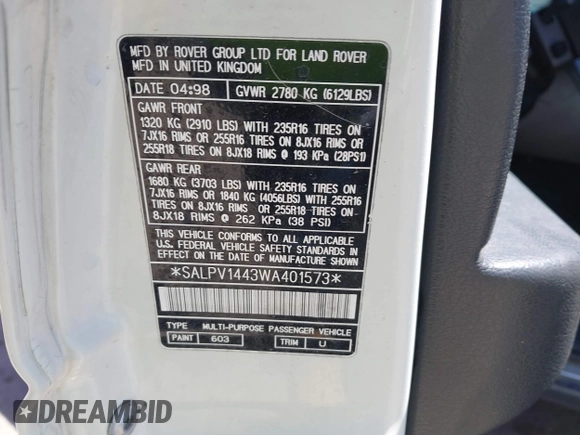 MFD BY ROVER GROUP LTD FOR LAND ROVER
MFD IN UNITED KINGDOM
DATE 04:98 GVWR 2780 KG (6129LBS)
GAWR FRONT
1320 KG (2910 LBS) WITH 235R16 TIRES ON
7JX16 RIMS OR 255R16 TIRES ON 8JX16 RIMS OR
255R18 TIRES ON 8JX18 RIMS @ 193 KPa (28PSI)
GAWR REAR
1680 KG (3703 LBS) WITH 235R16 TIRES ON
7JX16 RIMS OR 1840 KG (4056LBS) WITH 255R16
TIRES ON 8JX16 RIMS OR 255R18 TIRES ON
8JX18 RIMS @ 262 KPa (38 PSI)
THIS VEHICLE CONFORMS TO ALL APPLICABLE
U.S. FEDERAL VEHICLE SAFETY STANDARDS IN
EFFECT ON THE DATE OF MANUFACTURE SHOWN ABOVE
*SALPV1443WA401573*
TYPE MULTI-PURPOSE PASSENGER VEHICLE
PAINT 603 TRIM U
DREAMBID